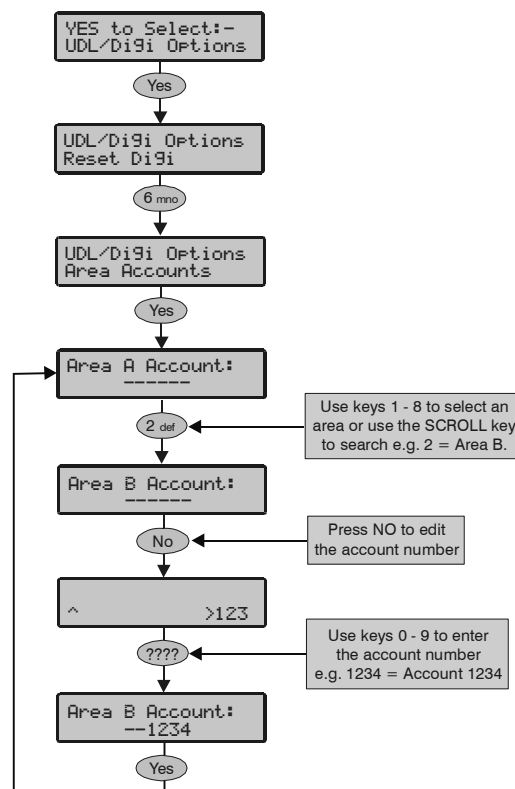 YES to Select:-
UDL/Digi Options
Yes
UDL/Digi Options
Reset Digi
6 mno
UDL/Digi Options
Area Accounts
Yes
Area A Account:
------
2 def
Use keys 1 - 8 to select an
area or use the SCROLL key
to search e.g. 2 = Area B.
Area B Account:
------
No
Press NO to edit
the account number
^ >123
????
Use keys 0 - 9 to enter
the account number
e.g. 1234 = Account 1234
Area B Account:
--1234
Yes